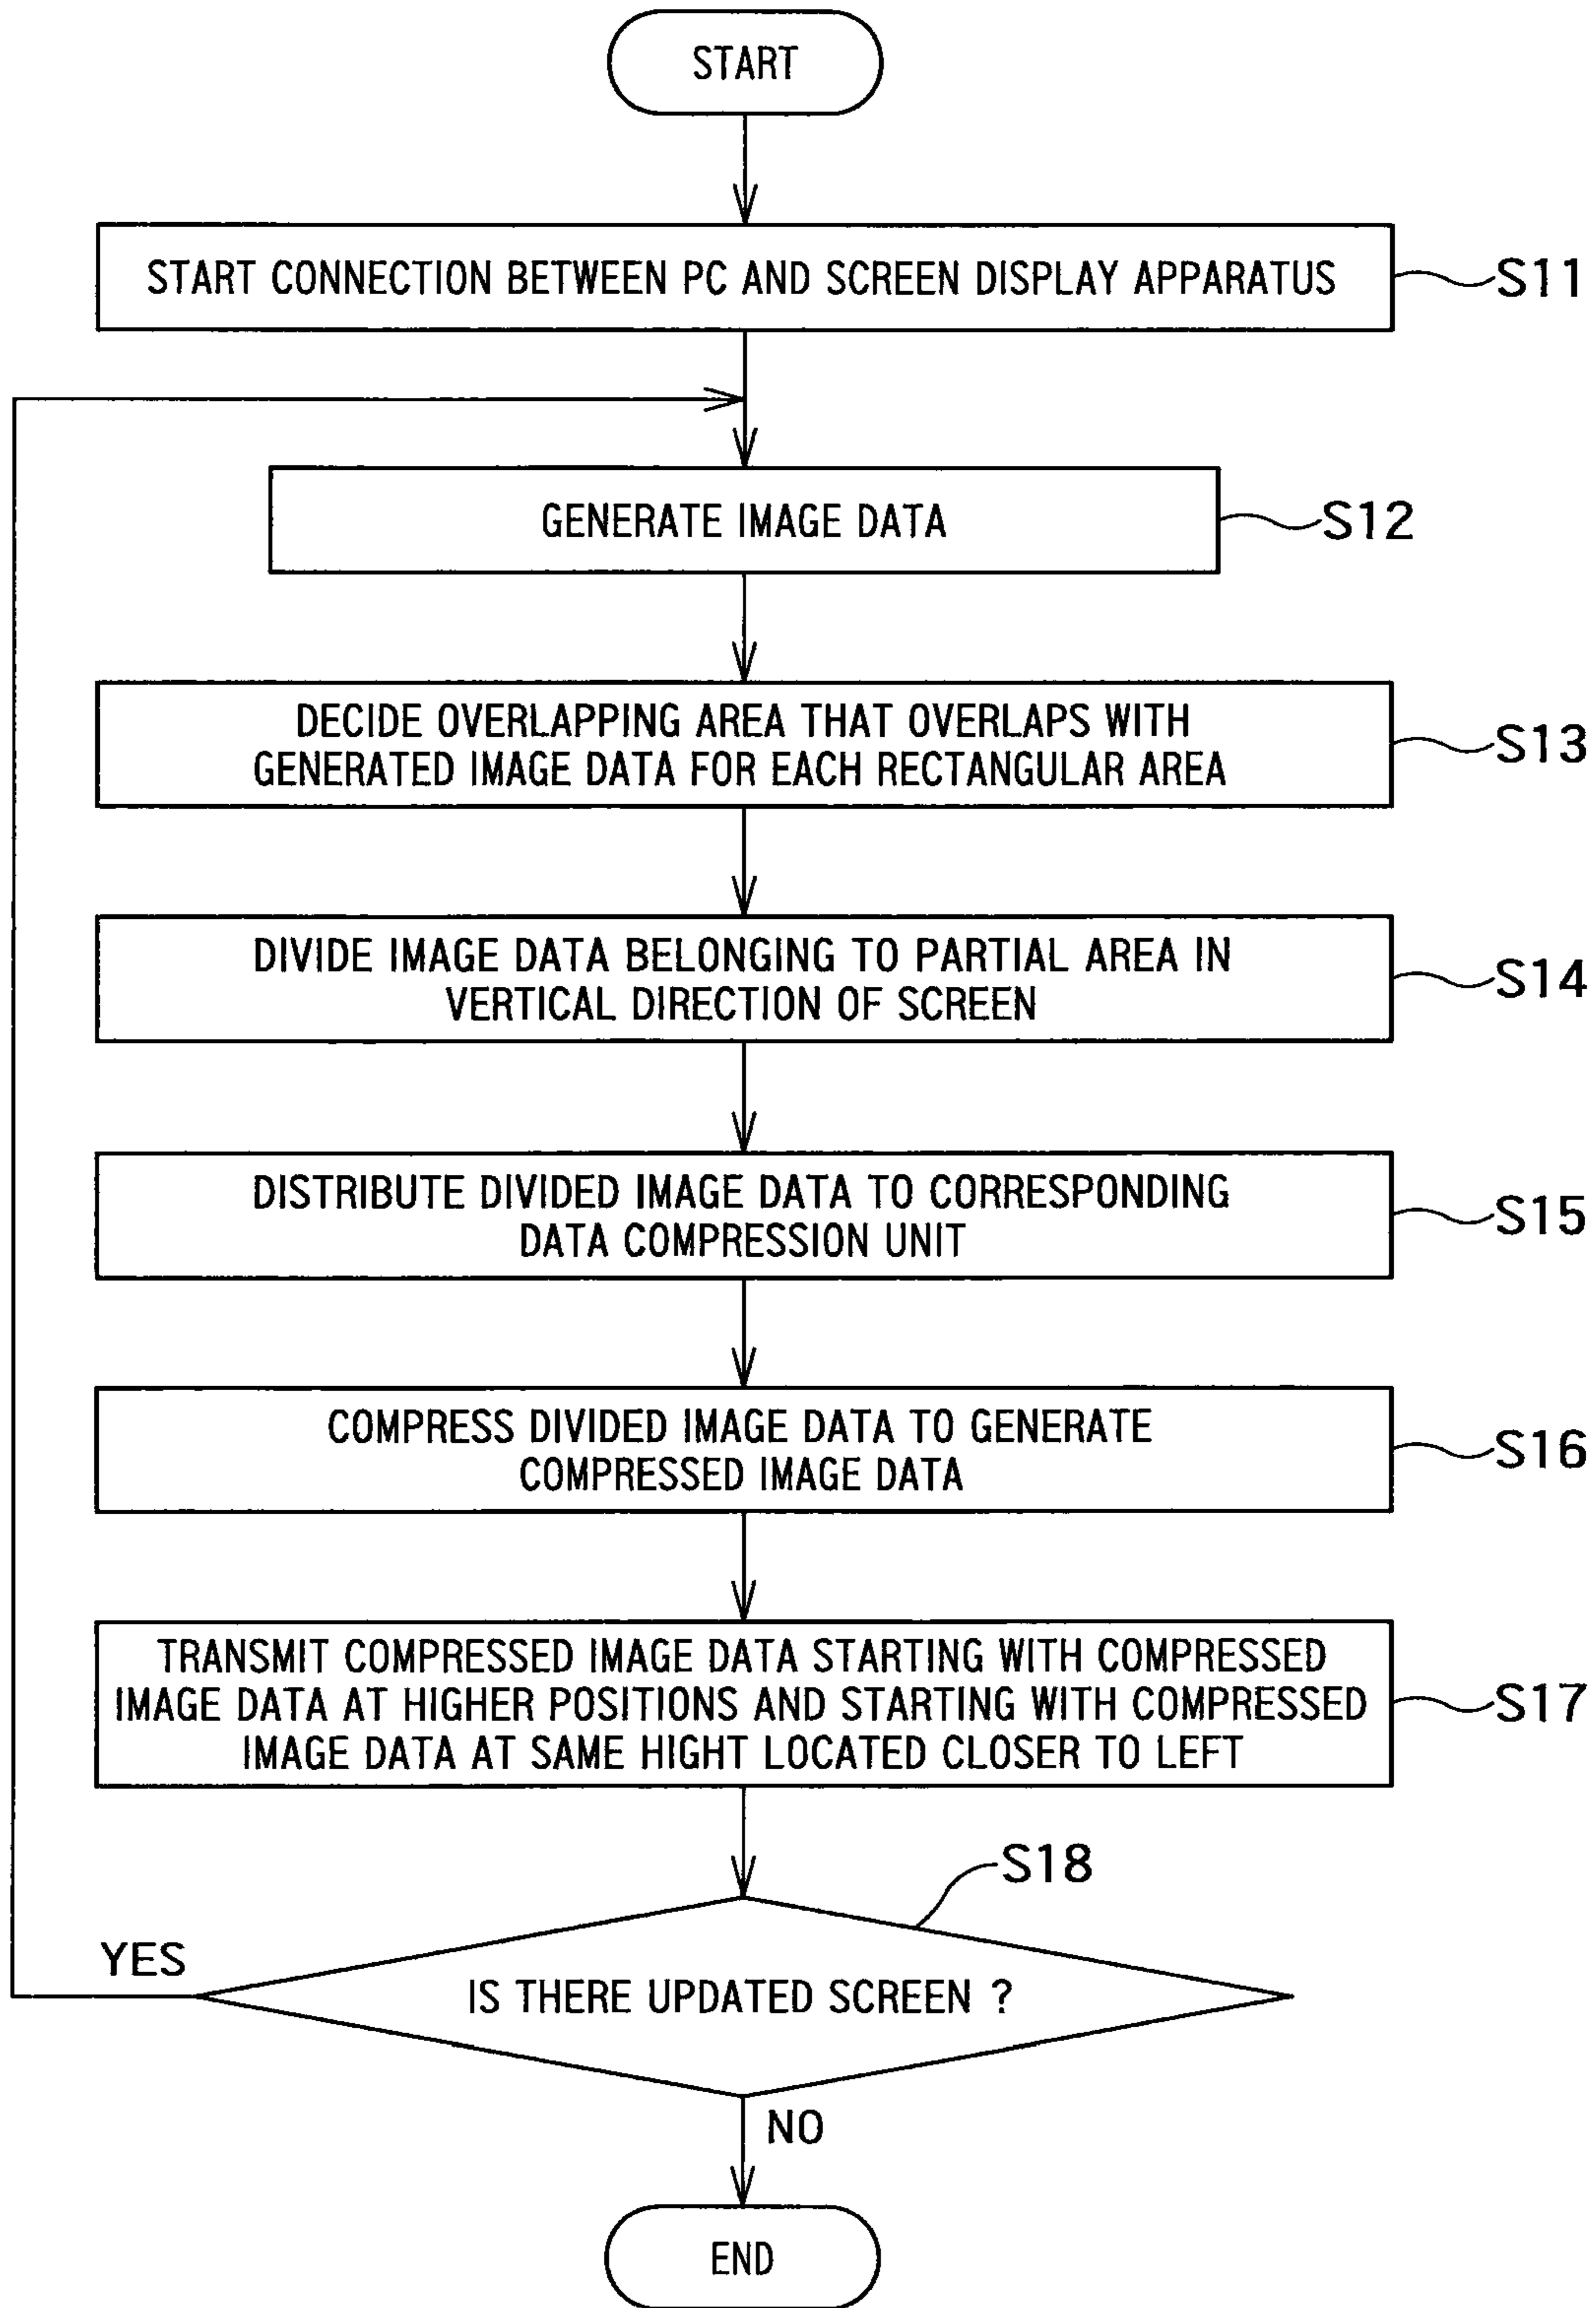 START
START CONNECTION BETWEEN PC AND SCREEN DISPLAY APPARATUS
S11
GENERATE IMAGE DATA
S12
DECIDE OVERLAPPING AREA THAT OVERLAPS WITH
GENERATED IMAGE DATA FOR EACH RECTANGULAR AREA
S13
DIVIDE IMAGE DATA BELONGING TO PARTIAL AREA IN
VERTICAL DIRECTION OF SCREEN
S14
DISTRIBUTE DIVIDED IMAGE DATA TO CORRESPONDING
DATA COMPRESSION UNIT
S15
COMPRESS DIVIDED IMAGE DATA TO GENERATE
COMPRESSED IMAGE DATA
S16
TRANSMIT COMPRESSED IMAGE DATA STARTING WITH COMPRESSED
IMAGE DATA AT HIGHER POSITIONS AND STARTING WITH COMPRESSED
IMAGE DATA AT SAME HIGHT LOCATED CLOSER TO LEFT
S17
S18
YES
IS THERE UPDATED SCREEN ?
NO
END